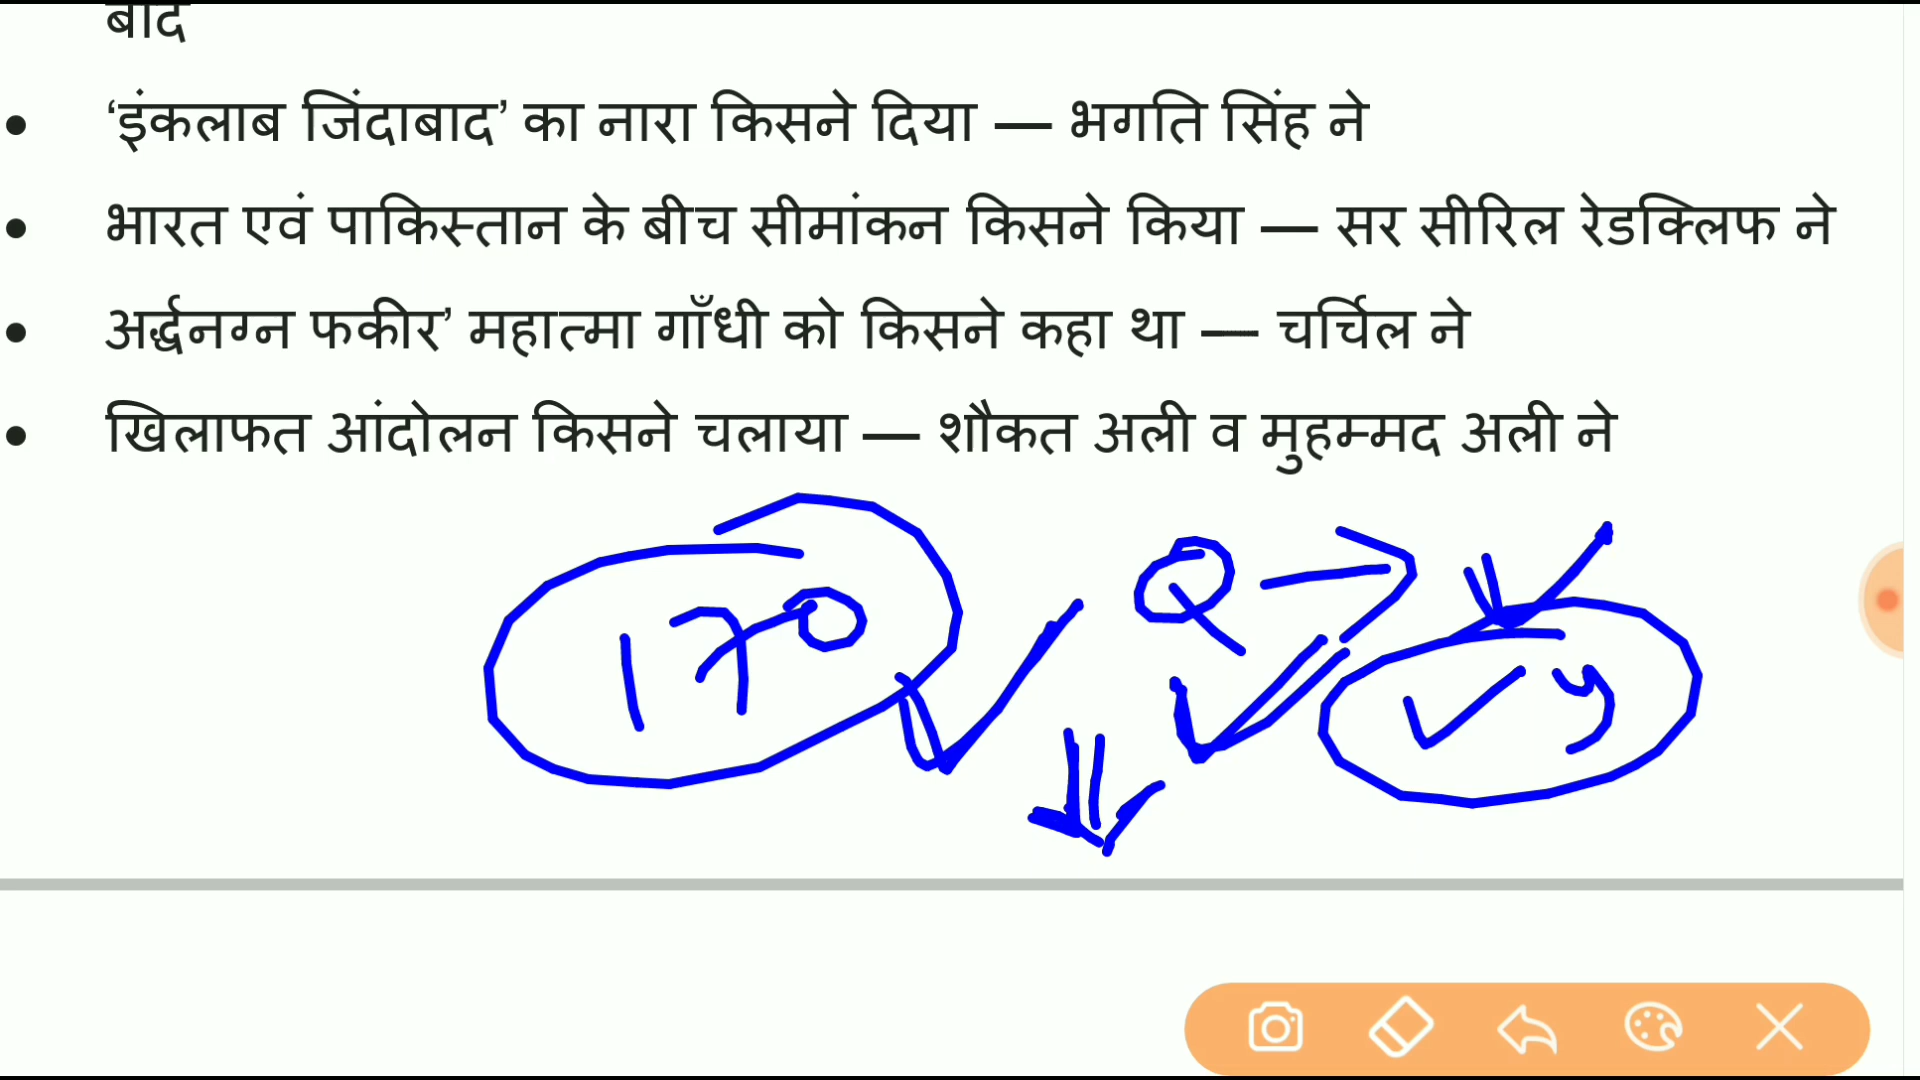 बाद
• ‘इंकलाब जिंदाबाद’ का नारा किसने दिया — भगति सिंह ने
• भारत एवं पाकिस्तान के बीच सीमांकन किसने किया — सर सीरिल रेडक्लिफ ने
• अर्द्धनग्न फकीर’ महात्मा गाँधी को किसने कहा था — चर्चिल ने
• खिलाफत आंदोलन किसने चलाया — शौकत अली व मुहम्मद अली ने
170 Q